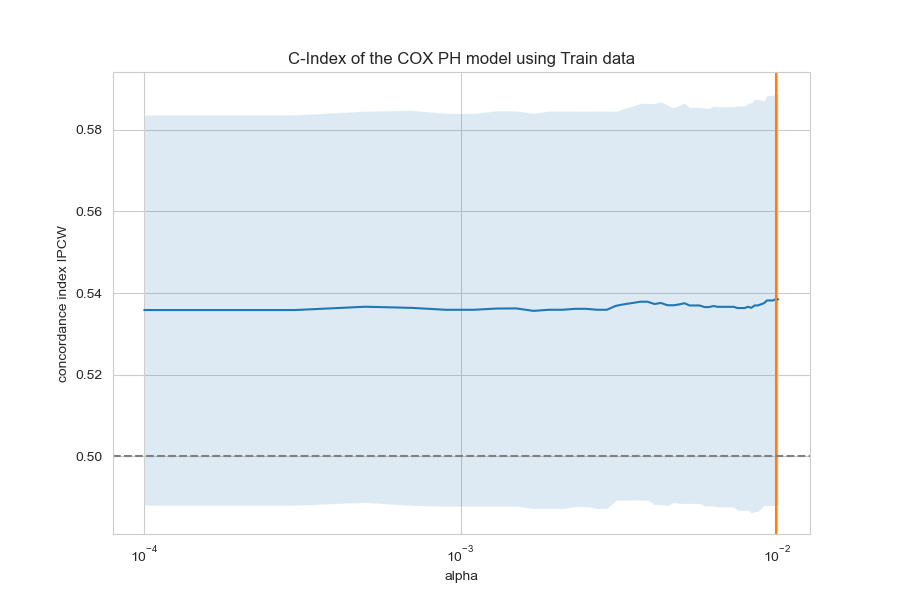 C-Index of the COX PH model using Train data
concordance index IPCW
0.58
0.56
0.54
0.52
0.50
10⁻⁴
10⁻³
10⁻²
alpha